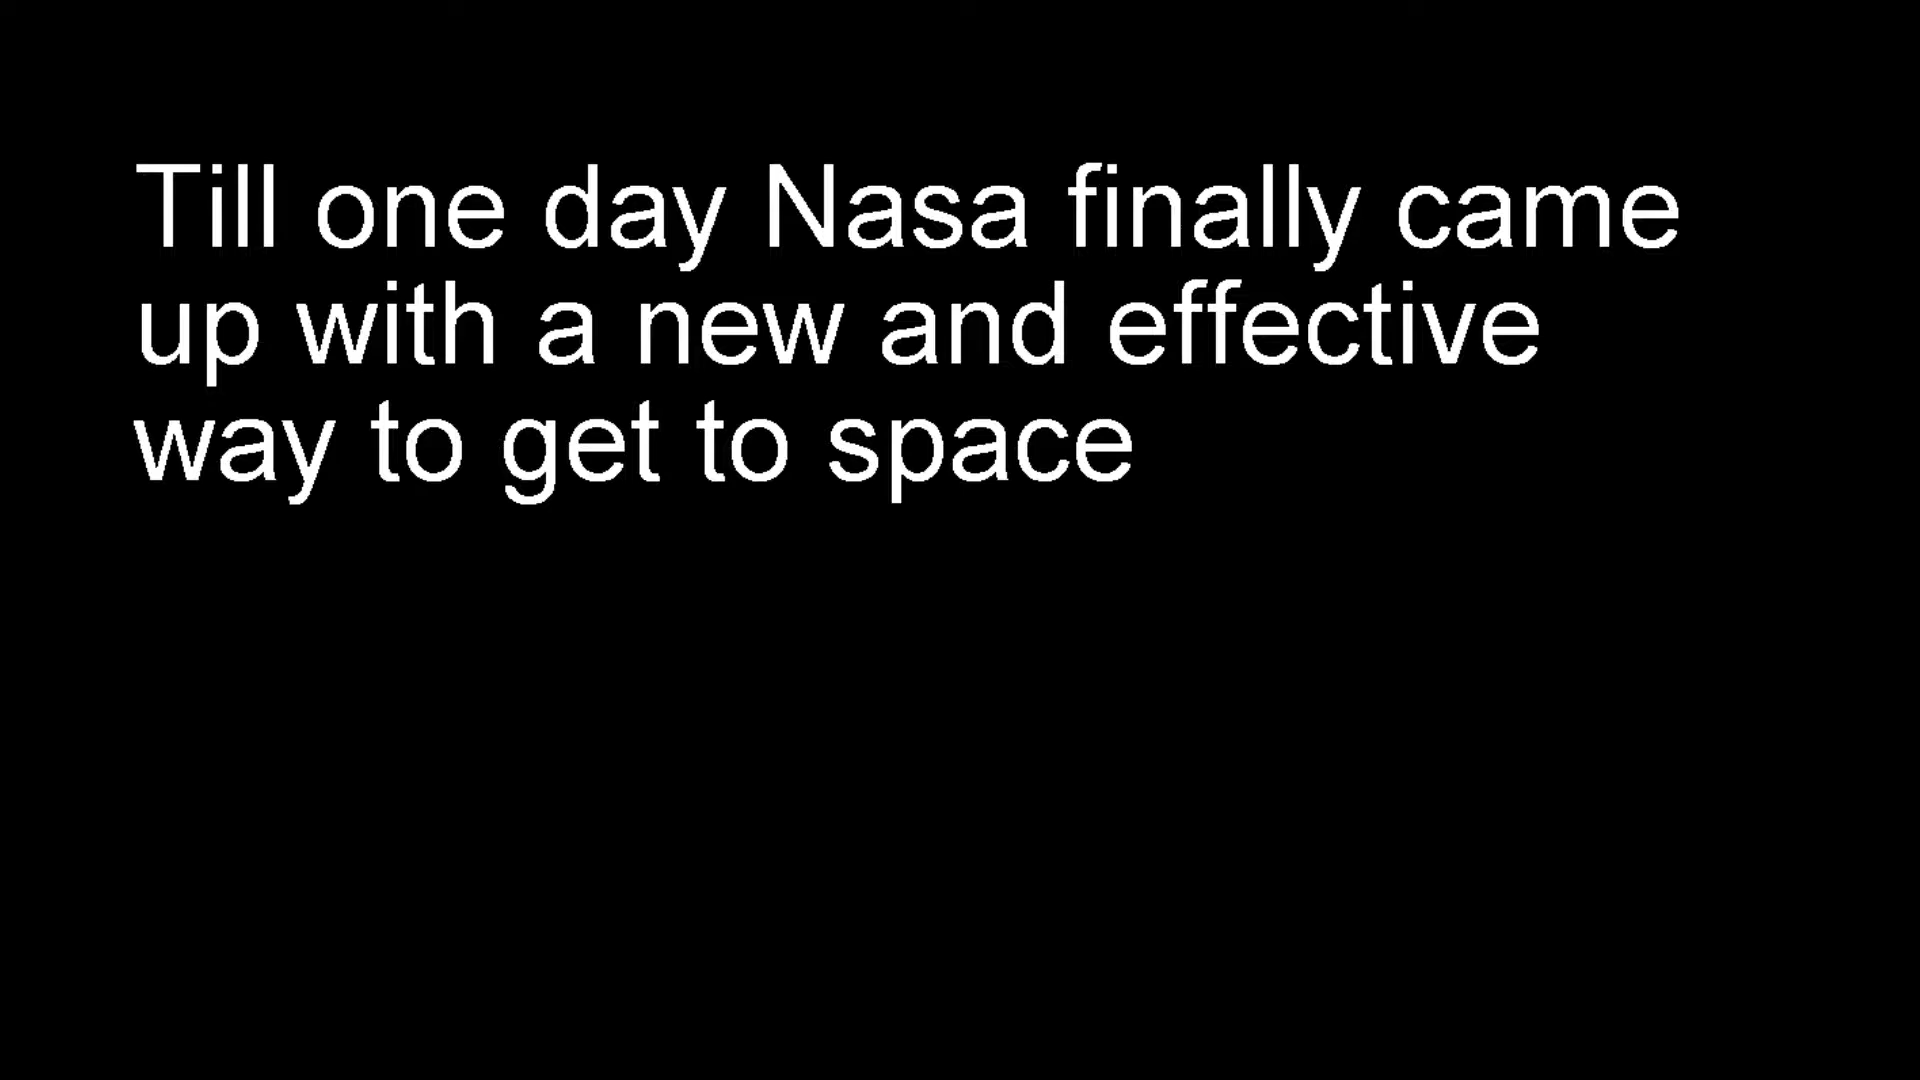 Till one day Nasa finally came
up with a new and effective
way to get to space